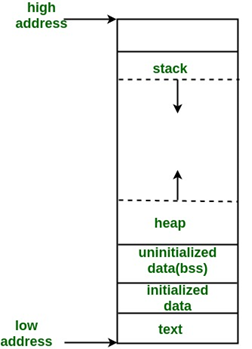 high
address
stack
heap
uninitialized
data(bss)
initialized
data
text
low
address